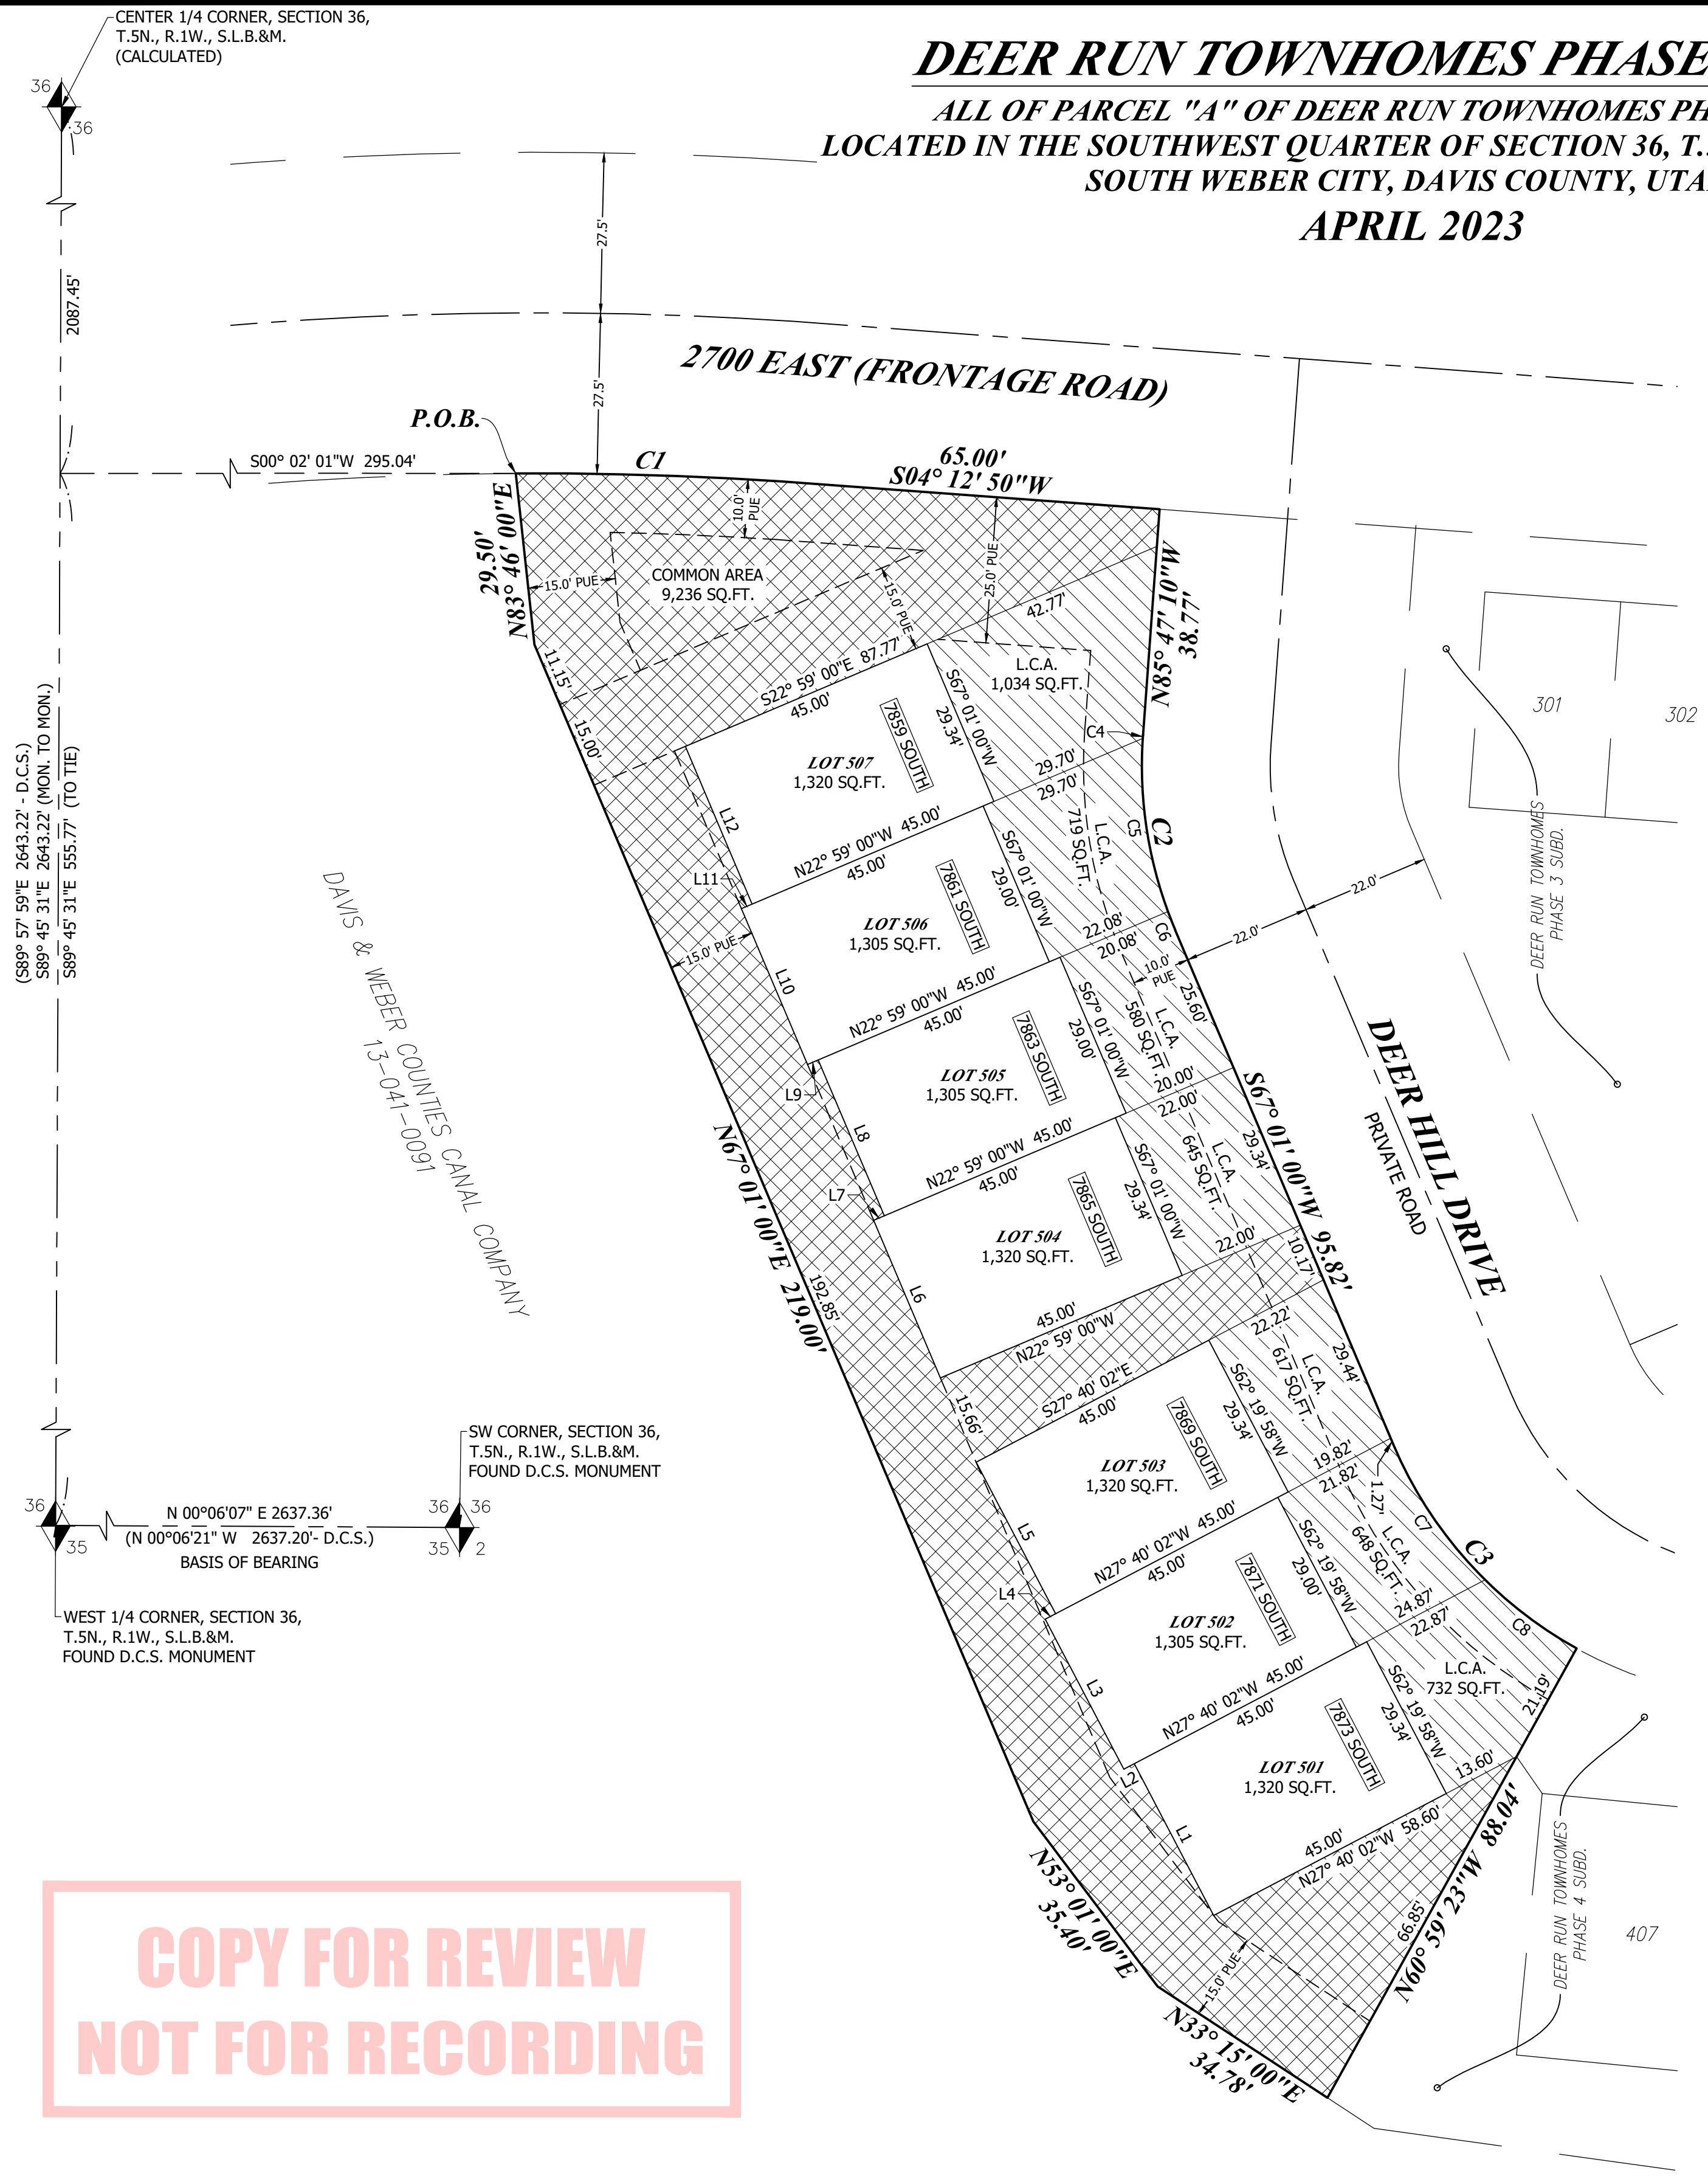 CENTER 1/4 CORNER, SECTION 36,
T.5N., R.1W., S.L.B.&M.
(CALCULATED)
36
36
DEER RUN TOWNHOMES PHASE
ALL OF PARCEL "A" OF DEER RUN TOWNHOMES PH
LOCATED IN THE SOUTHWEST QUARTER OF SECTION 36, T.
SOUTH WEBER CITY, DAVIS COUNTY, UTA
APRIL 2023
2087.45'
27.5'
27.5'
2700 EAST (FRONTAGE ROAD)
P.O.B.
S00° 02' 01"W 295.04'
C1
65.00'
S04° 12' 50"W
29.50'
N83° 46' 00"E
10.0'
PUE
15.0' PUE
COMMON AREA
9,236 SQ.FT.
15.0' PUE
25.0' PUE
42.77'
N85° 47' 10"W
38.77'
11.15'
15.00'
S22° 59' 00"E 87.77'
45.00'
L.C.A.
1,034 SQ.FT.
S67° 01' 00"W
29.34'
7859 SOUTH
LOT 507
1,320 SQ.FT.
C4
29.70'
29.70'
301
302
L12
N22° 59' 00"W 45.00'
45.00'
L11
719 SQ.FT.
L.C.A.
C5
C2
7861 SOUTH
S67° 01' 00"W
29.00'
LOT 506
1,305 SQ.FT.
DEER RUN TOWNHOMES
PHASE 3 SUBD.
22.0'
22.0'
22.08'
20.08'
C6
10.0'
PUE
25.60'
15.0' PUE
L10
N22° 59' 00"W 45.00'
45.00'
(S89° 57' 59"E 2643.22' - D.C.S.)
S89° 45' 31"E 2643.22' (MON. TO MON.)
S89° 45' 31"E 555.77' (TO TIE)
DAVIS & WEBER COUNTIES CANAL COMPANY
13-041-0091
7863 SOUTH
S67° 01' 00"W
29.00'
LOT 505
1,305 SQ.FT.
L.C.A.
580 SQ.FT.
20.00'
22.00'
L9
L8
N22° 59' 00"W 45.00'
45.00'
L7
S67° 01' 00"W 95.82'
29.34'
DEER HILL DRIVE
PRIVATE ROAD
N67° 01' 00"E 219.00'
192.85'
L.C.A.
645 SQ.FT.
7865 SOUTH
S67° 01' 00"W
29.34'
LOT 504
1,320 SQ.FT.
22.00'
10.17'
L6
45.00'
N22° 59' 00"W
22.22'
S27° 40' 02"E
45.00'
15.66'
L.C.A.
617 SQ.FT.
29.44'
7869 SOUTH
S62° 19' 58"W
29.34'
LOT 503
1,320 SQ.FT.
19.82'
21.82'
1.27'
L5
N27° 40' 02"W 45.00'
45.00'
L4
L.C.A.
648 SQ.FT.
C7
C3
7871 SOUTH
S62° 19' 58"W
29.00'
LOT 502
1,305 SQ.FT.
24.87'
22.87'
C8
L3
N27° 40' 02"W 45.00'
45.00'
L.C.A.
732 SQ.FT.
21.19'
7873 SOUTH
S62° 19' 58"W
29.34'
LOT 501
1,320 SQ.FT.
13.60'
L2
L1
45.00'
N27° 40' 02"W 58.60'
N60° 59' 23"W 88.04'
66.85'
DEER RUN TOWNHOMES
PHASE 4 SUBD.
407
N53° 01' 00"E
35.40'
15.0' PUE
N33° 15' 00"E
34.78'
SW CORNER, SECTION 36,
T.5N., R.1W., S.L.B.&M.
FOUND D.C.S. MONUMENT
36
35
N 00°06'07" E 2637.36'
(N 00°06'21" W 2637.20'- D.C.S.)
BASIS OF BEARING
36
36
35
2
WEST 1/4 CORNER, SECTION 36,
T.5N., R.1W., S.L.B.&M.
FOUND D.C.S. MONUMENT
COPY FOR REVIEW
NOT FOR RECORDING